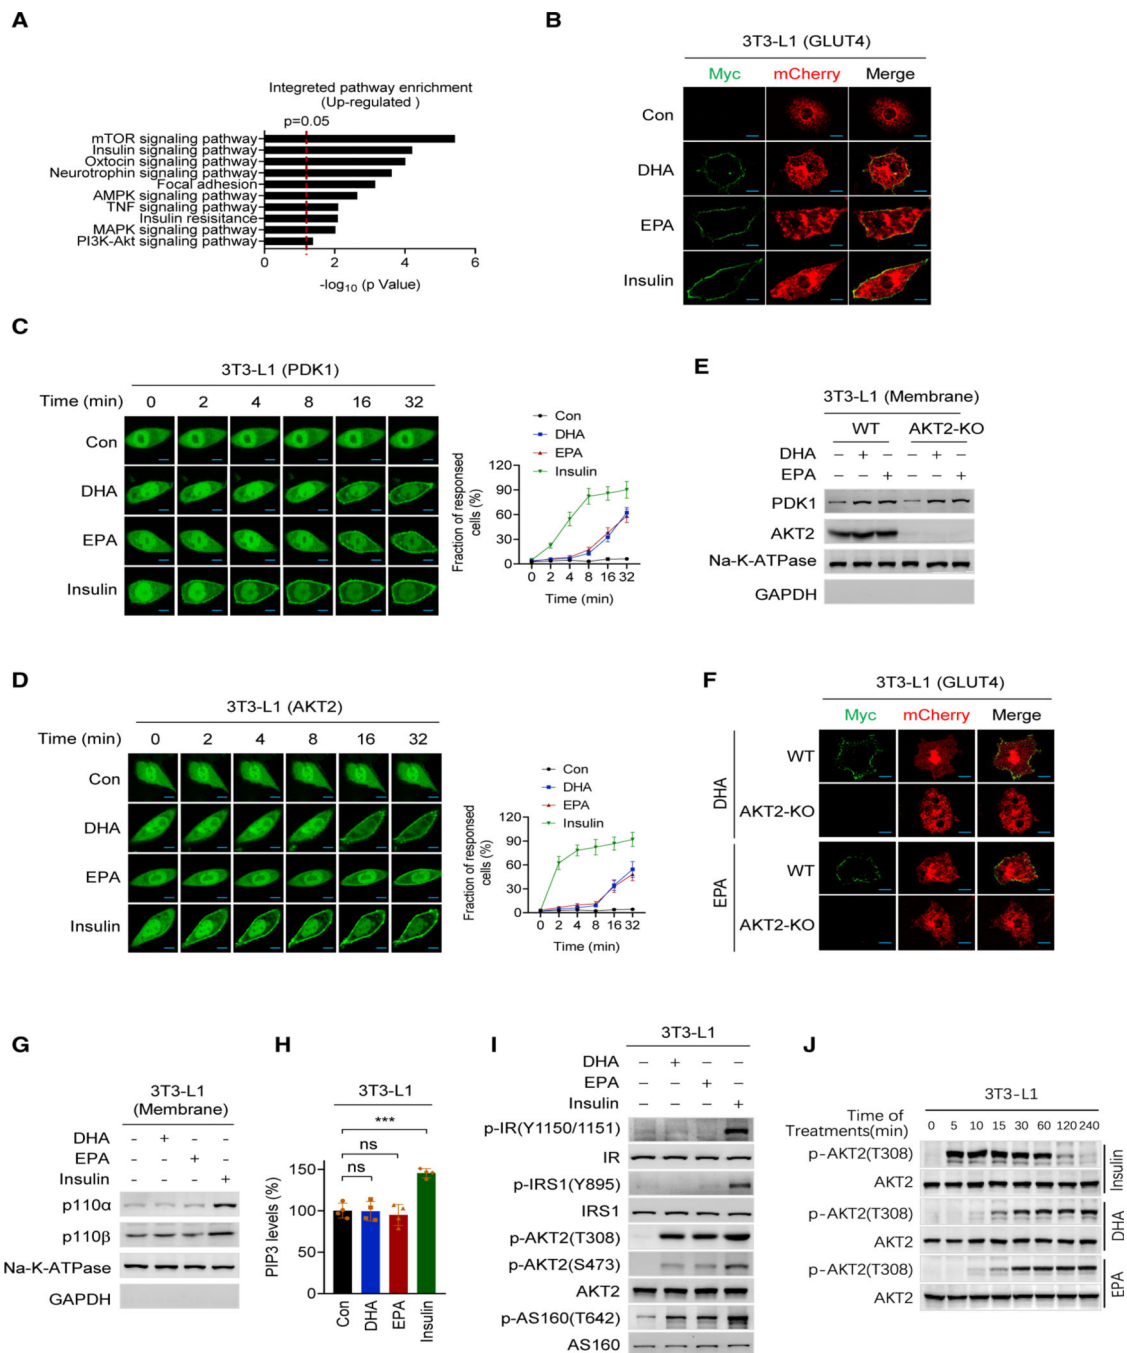 A
Integreted pathway enrichment
(Up-regulated )
p=0.05
mTOR signaling pathway
Insulin signaling pathway
Oxtocin signaling pathway
Neurotrophin signaling pathway
Focal adhesion
AMPK signaling pathway
TNF signaling pathway
Insulin resisitance
MAPK signaling pathway
PI3K-Akt signaling pathway
0 2 4 6
-log10 (p Value)
B
3T3-L1 (GLUT4)
Myc mCherry Merge
Con
DHA
EPA
Insulin
C
3T3-L1 (PDK1)
Time (min) 0 2 4 8 16 32
Con
DHA
EPA
Insulin
Con
DHA
EPA
Insulin
Fraction of responsed
cells (%)
120
90
60
30
0
0 2 4 8 16 32
Time (min)
D
3T3-L1 (AKT2)
Time (min) 0 2 4 8 16 32
Con
DHA
EPA
Insulin
Con
DHA
EPA
Insulin
Fraction of responsed
cells (%)
120
90
60
30
0
0 2 4 8 16 32
Time (min)
E
3T3-L1 (Membrane)
WT AKT2-KO
DHA – + – – + –
EPA – – + – – +
PDK1
AKT2
Na-K-ATPase
GAPDH
F
3T3-L1 (GLUT4)
Myc mCherry Merge
DHA
WT
AKT2-KO
EPA
WT
AKT2-KO
G
3T3-L1
(Membrane)
DHA – + – –
EPA – – + –
Insulin – – – +
p110α
p110β
Na-K-ATPase
GAPDH
H
3T3-L1
***
ns
ns
PIP3 levels (%)
150
100
50
0
Con
DHA
EPA
Insulin
I
3T3-L1
DHA – + – –
EPA – – + –
Insulin – – – +
p-IR(Y1150/1151)
IR
p-IRS1(Y895)
IRS1
p-AKT2(T308)
p-AKT2(S473)
AKT2
p-AS160(T642)
AS160
J
3T3-L1
Time of
Treatments(min) 0 5 10 15 30 60 120 240
p-AKT2(T308)
AKT2
Insulin
p-AKT2(T308)
AKT2
DHA
p-AKT2(T308)
AKT2
EPA